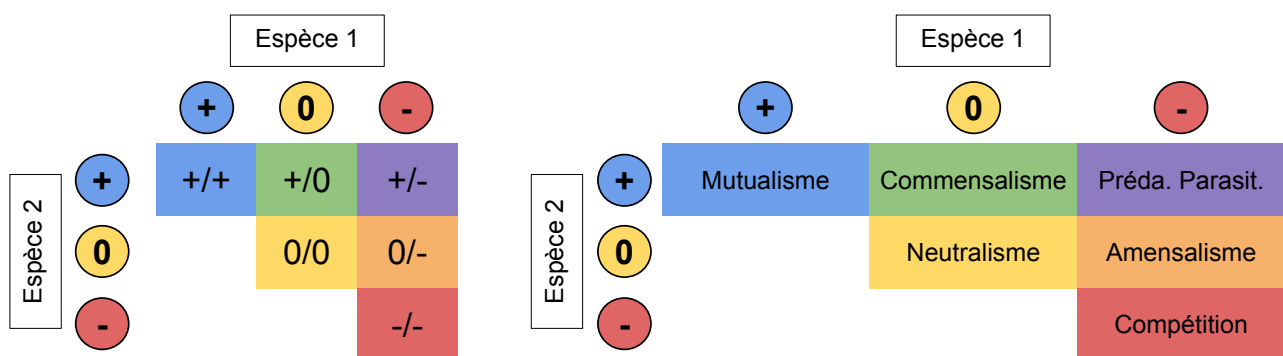 Espèce 1
+ 0 -
Espèce 2
+ +/+ +/0 +/-
0 0/0 0/-
- -/-
Espèce 1
+ 0 -
Espèce 2
+ Mutualisme Commensalisme Préda. Parasit.
0 Neutralisme Amensalisme
- Compétition